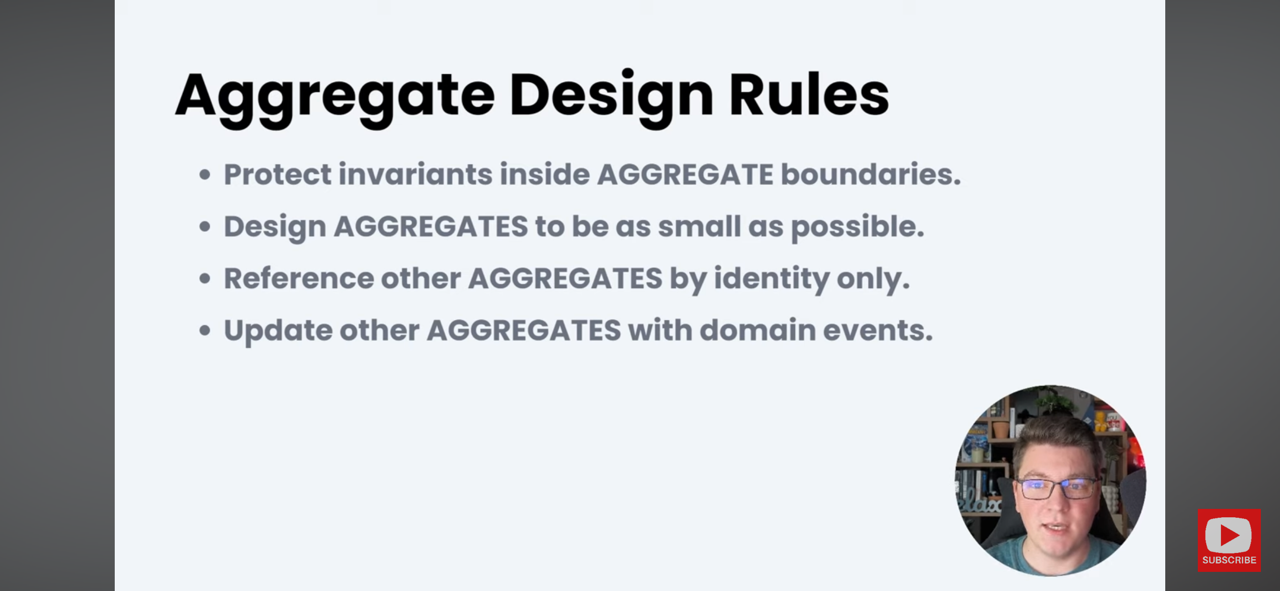 Aggregate Design Rules
• Protect invariants inside AGGREGATE boundaries.
• Design AGGREGATES to be as small as possible.
• Reference other AGGREGATES by identity only.
• Update other AGGREGATES with domain events.
SUBSCRIBE